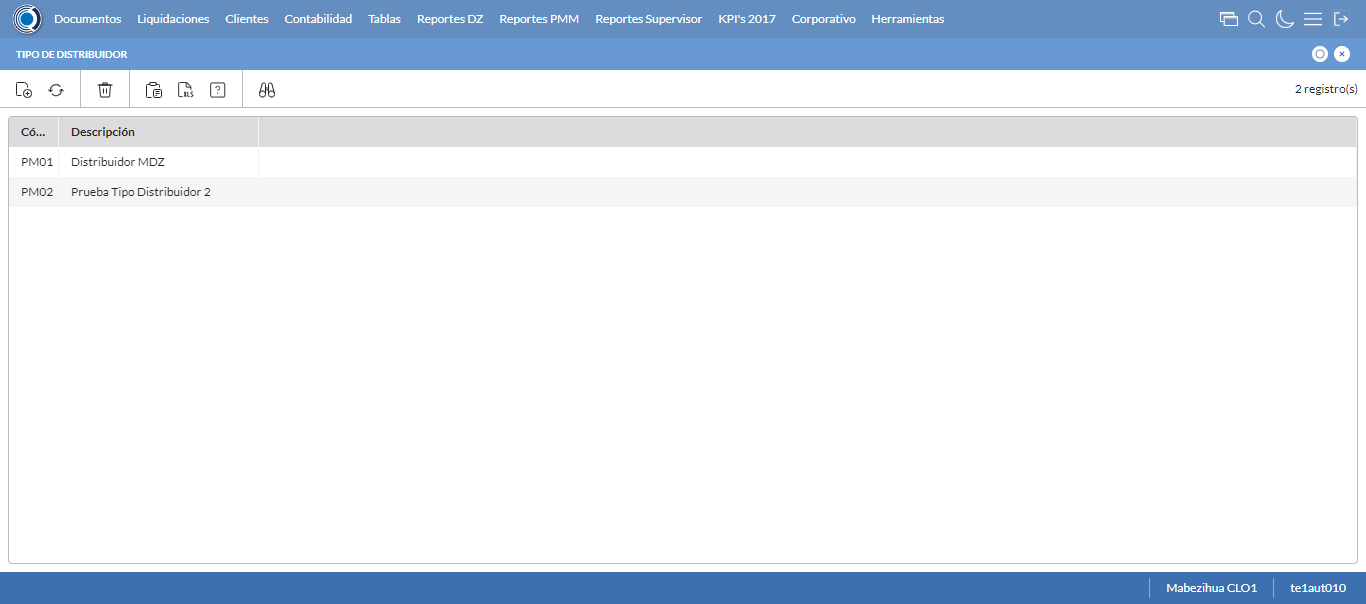 Documentos Liquidaciones Clientes Contabilidad Tablas Reportes DZ Reportes PMM Reportes Supervisor KPI's 2017 Corporativo Herramientas
TIPO DE DISTRIBUIDOR
XLS ? 2 registro(s)
Có... Descripción
PM01 Distribuidor MDZ
PM02 Prueba Tipo Distribuidor 2
Mabezihua CLO1 te1aut010